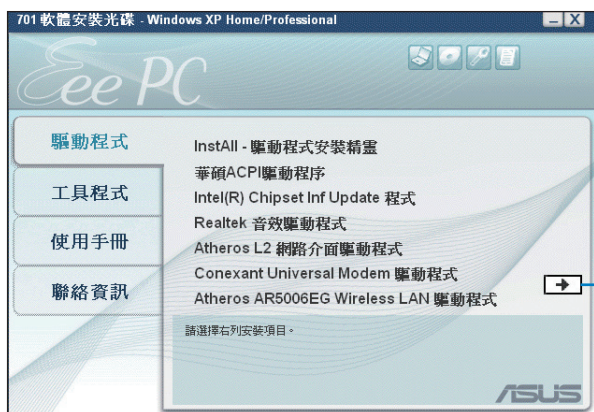 701 軟體安裝光碟 - Windows XP Home/Professional
Eee PC
驅動程式
工具程式
使用手冊
聯絡資訊
InstAll - 驅動程式安裝精靈
華碩ACPI驅動程序
Intel(R) Chipset Inf Update 程式
Realtek 音效驅動程式
Atheros L2 網路介面驅動程式
Conexant Universal Modem 驅動程式
Atheros AR5006EG Wireless LAN 驅動程式
請選擇右列安裝項目。
ASUS